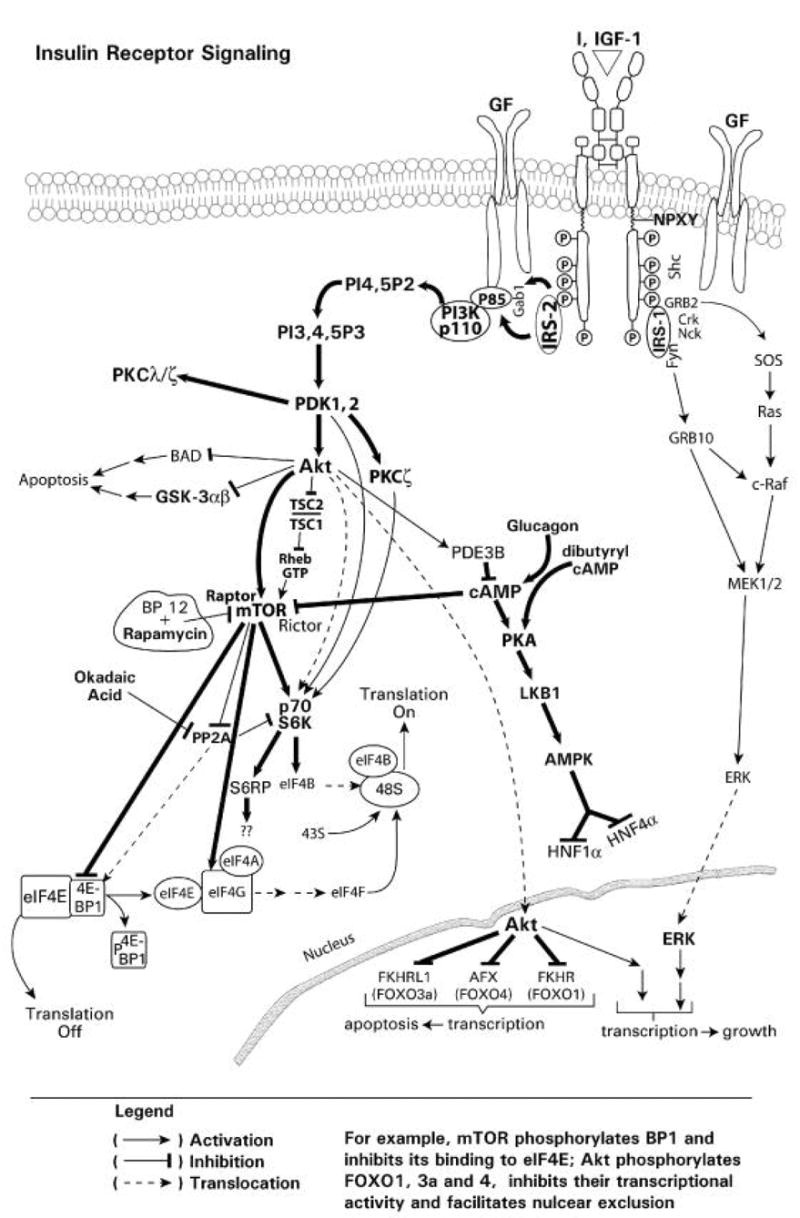 Insulin Receptor Signaling
I, IGF-1
GF
GF
NPXY
P
P
P
P
P
P
P
P
P
P
Shc
Gab1
GRB2
Crk
Nck
IRS-2
IRS-1
Fyn
PI4,5P2
P85
PI3K
p110
PI3,4,5P3
SOS
PKCλ/ζ
PDK1,2
Ras
GRB10
BAD
Akt
PKCζ
Apoptosis
GSK-3αβ
c-Raf
TSC2
TSC1
Glucagon
PDE3B
dibutyryl
cAMP
Rheb
GTP
MEK1/2
cAMP
Raptor
mTOR
Rictor
BP 12
+
Rapamycin
PKA
Okadaic
Acid
LKB1
Translation
On
p70
S6K
PP2A
AMPK
eIF4B
S6RP
eIF4B
48S
ERK
??
43S
HNF1α
HNF4α
eIF4A
eIF4E
4E-
BP1
eIF4E
eIF4G
eIF4F
P
4E-
BP1
Nucleus
Akt
ERK
FKHRL1
(FOXO3a)
AFX
(FOXO4)
FKHR
(FOXO1)
Translation
Off
apoptosis
transcription
transcription
growth
Legend
( ) Activation
( ) Inhibition
( ) Translocation
For example, mTOR phosphorylates BP1 and
inhibits its binding to eIF4E; Akt phosphorylates
FOXO1, 3a and 4, inhibits their transcriptional
activity and facilitates nulcear exclusion